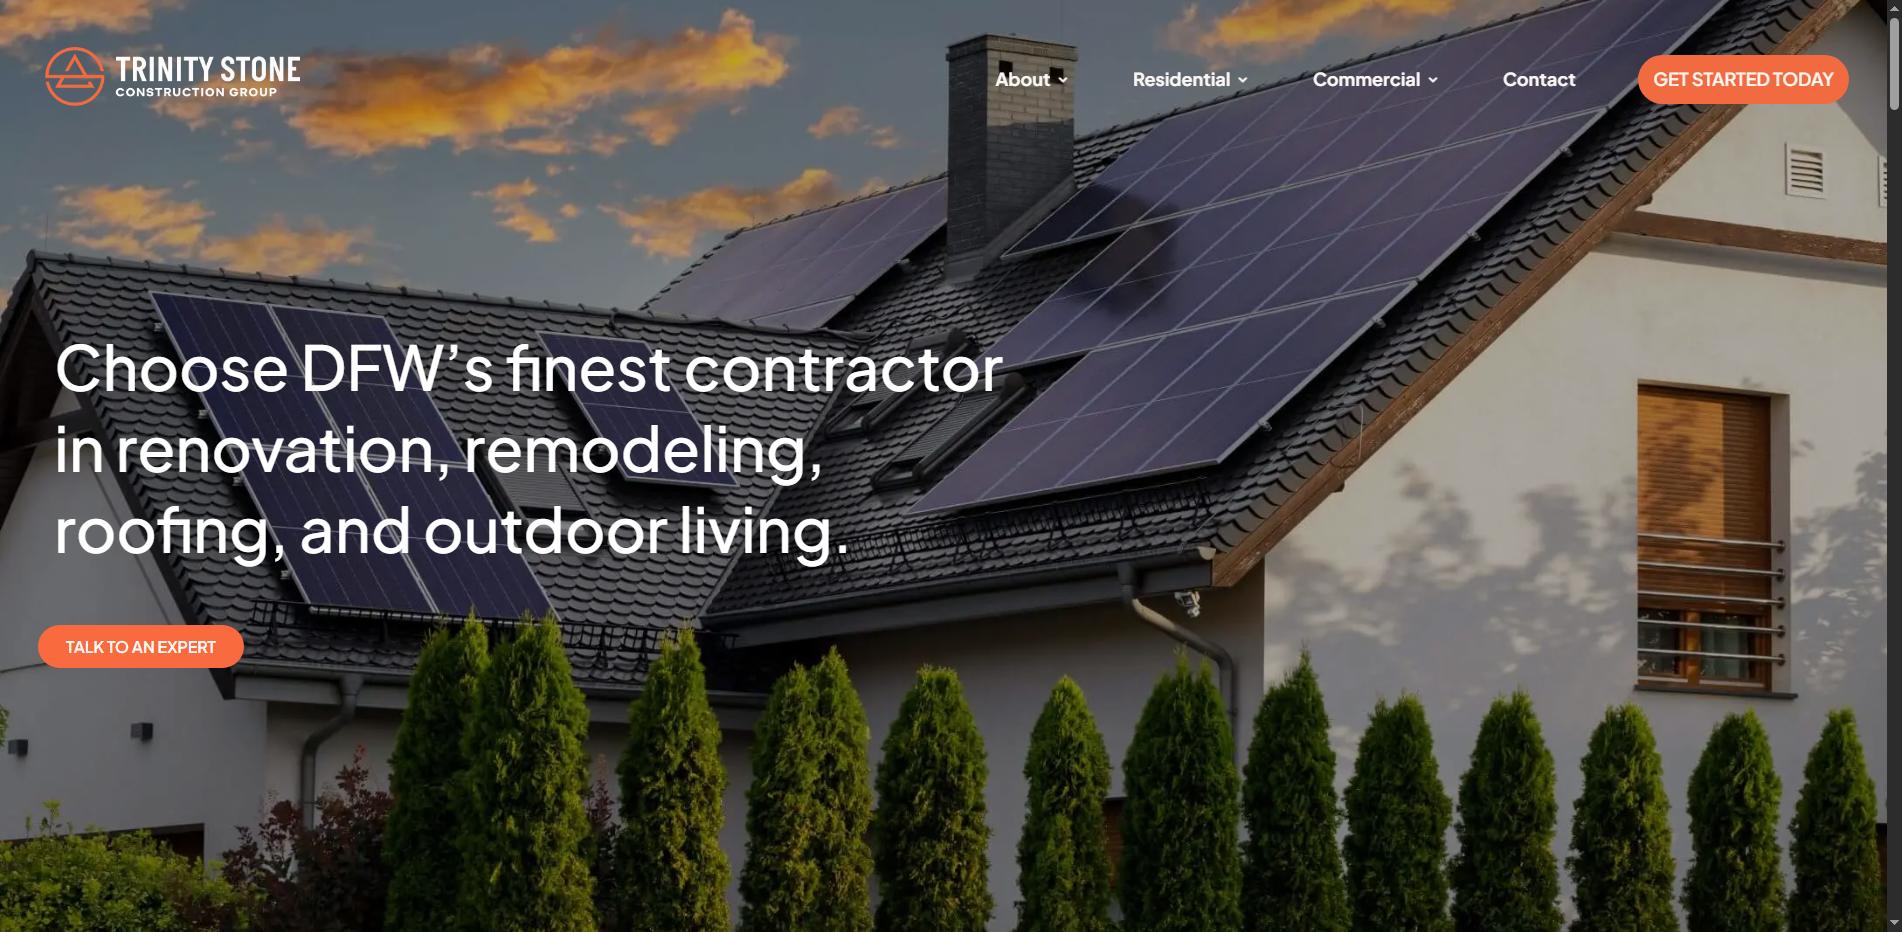 TRINITY STONE
CONSTRUCTION GROUP
About
Residential
Commercial
Contact
GET STARTED TODAY
Choose DFW’s finest contractor
in renovation, remodeling,
roofing, and outdoor living.
TALK TO AN EXPERT